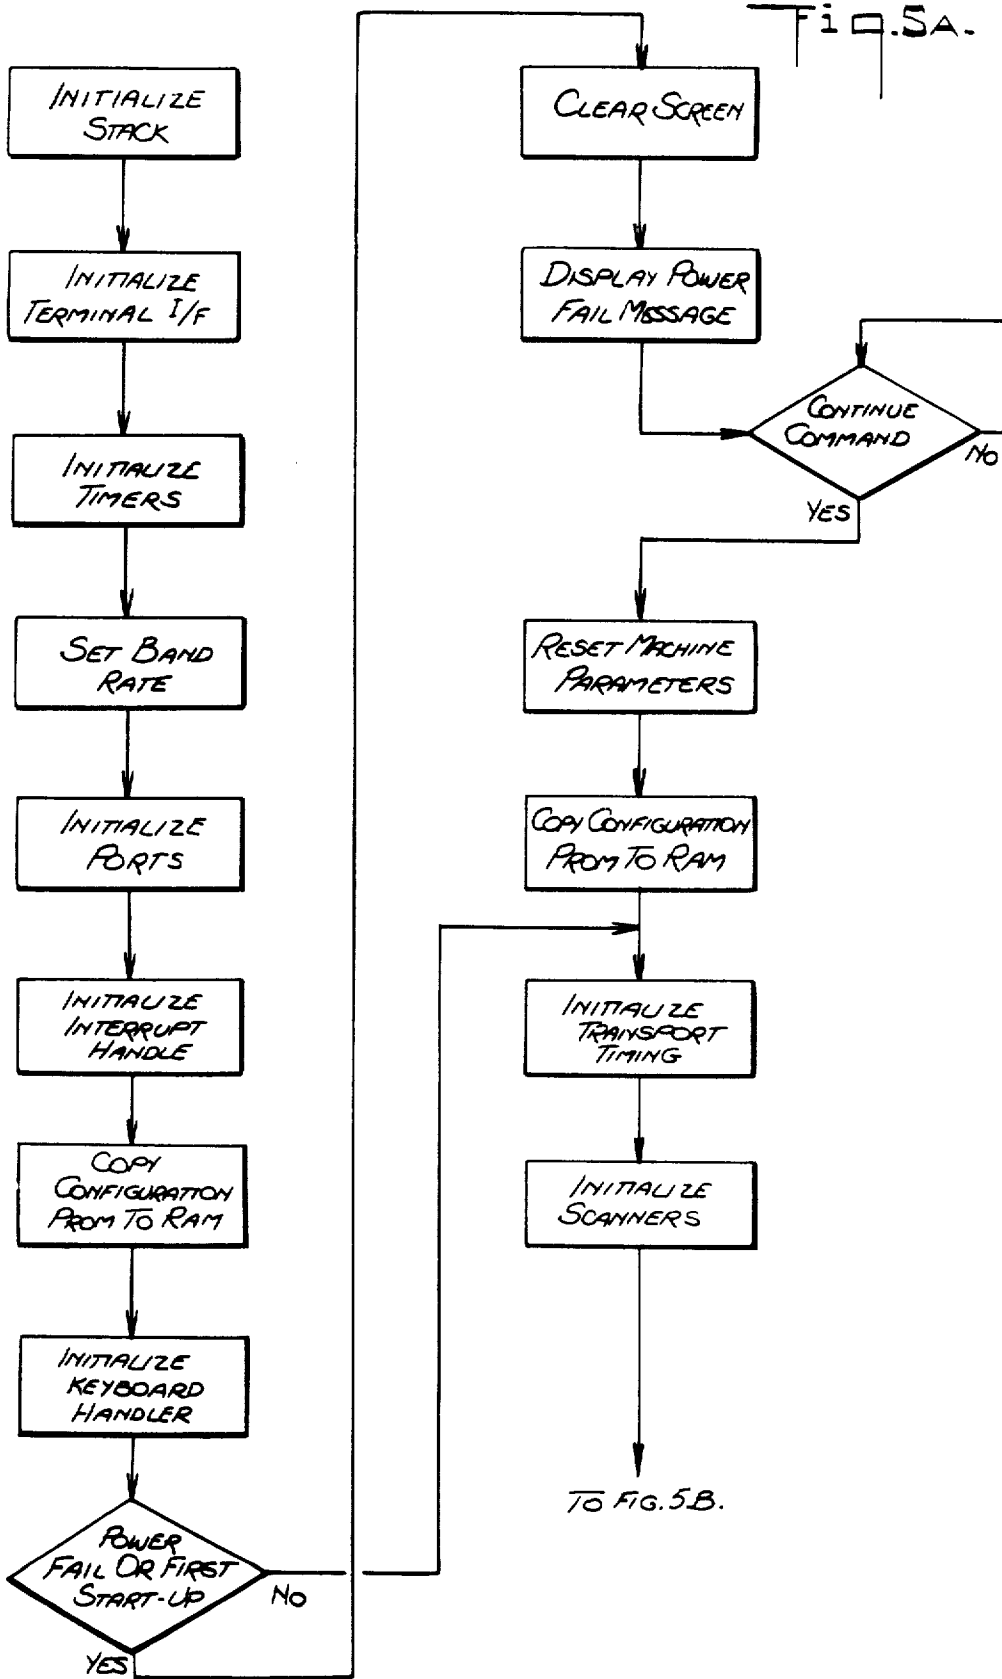 Fig.5A.
INITIALIZE
STACK
INITIALIZE
TERMINAL I/F
INITIALIZE
TIMERS
SET BAND
RATE
INITIALIZE
PORTS
INITIALIZE
INTERRUPT
HANDLE
COPY
CONFIGURATION
PROM TO RAM
INITIALIZE
KEYBOARD
HANDLER
POWER
FAIL OR FIRST
START-UP
NO
YES
CLEAR SCREEN
DISPLAY POWER
FAIL MESSAGE
CONTINUE
COMMAND
NO
YES
RESET MACHINE
PARAMETERS
COPY CONFIGURATION
PROM TO RAM
INITIALIZE
TRANSPORT
TIMING
INITIALIZE
SCANNERS
TO FIG. 5B.